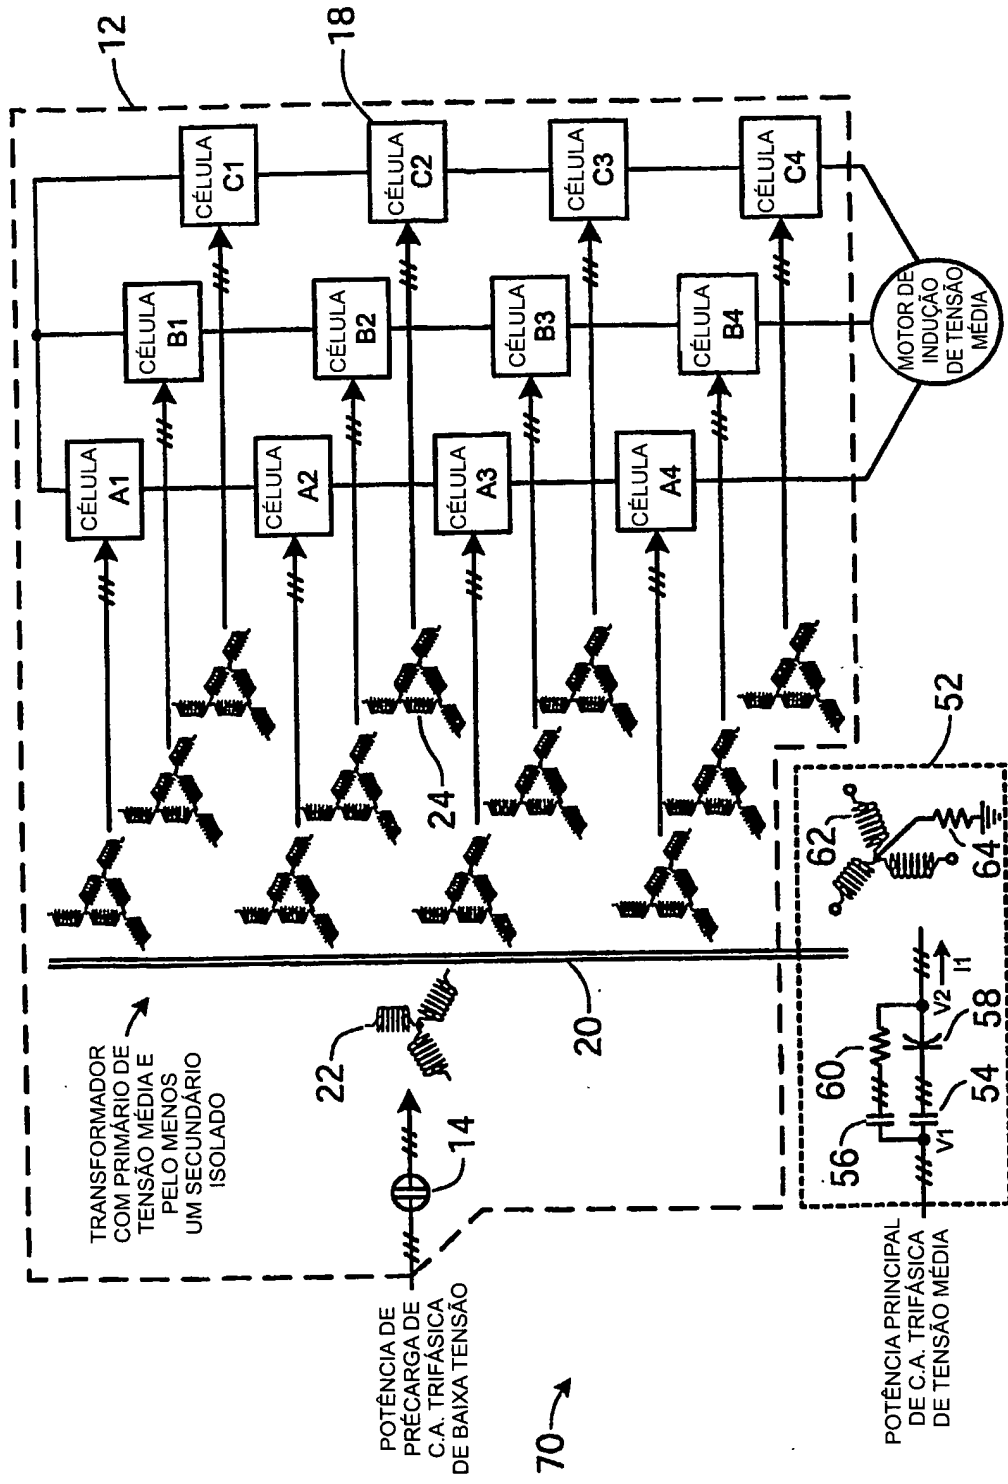 12
18
CÉLULA
C1
CÉLULA
C2
CÉLULA
C3
CÉLULA
C4
CÉLULA
B1
CÉLULA
B2
CÉLULA
B3
CÉLULA
B4
CÉLULA
A1
CÉLULA
A2
CÉLULA
A3
CÉLULA
A4
MOTOR DE
INDUÇÃO
DE TENSÃO
MÉDIA
24
TRANSFORMADOR
COM PRIMÁRIO DE
TENSÃO MÉDIA E
PELO MENOS
UM SECUNDÁRIO
ISOLADO
22
20
14
POTÊNCIA DE
PRÉCARGA DE
C.A. TRIFÁSICA
DE BAIXA TENSÃO
70
52
62
64
V2
I1
60
58
56
V1
54
POTÊNCIA PRINCIPAL
DE C.A. TRIFÁSICA
DE TENSÃO MÉDIA